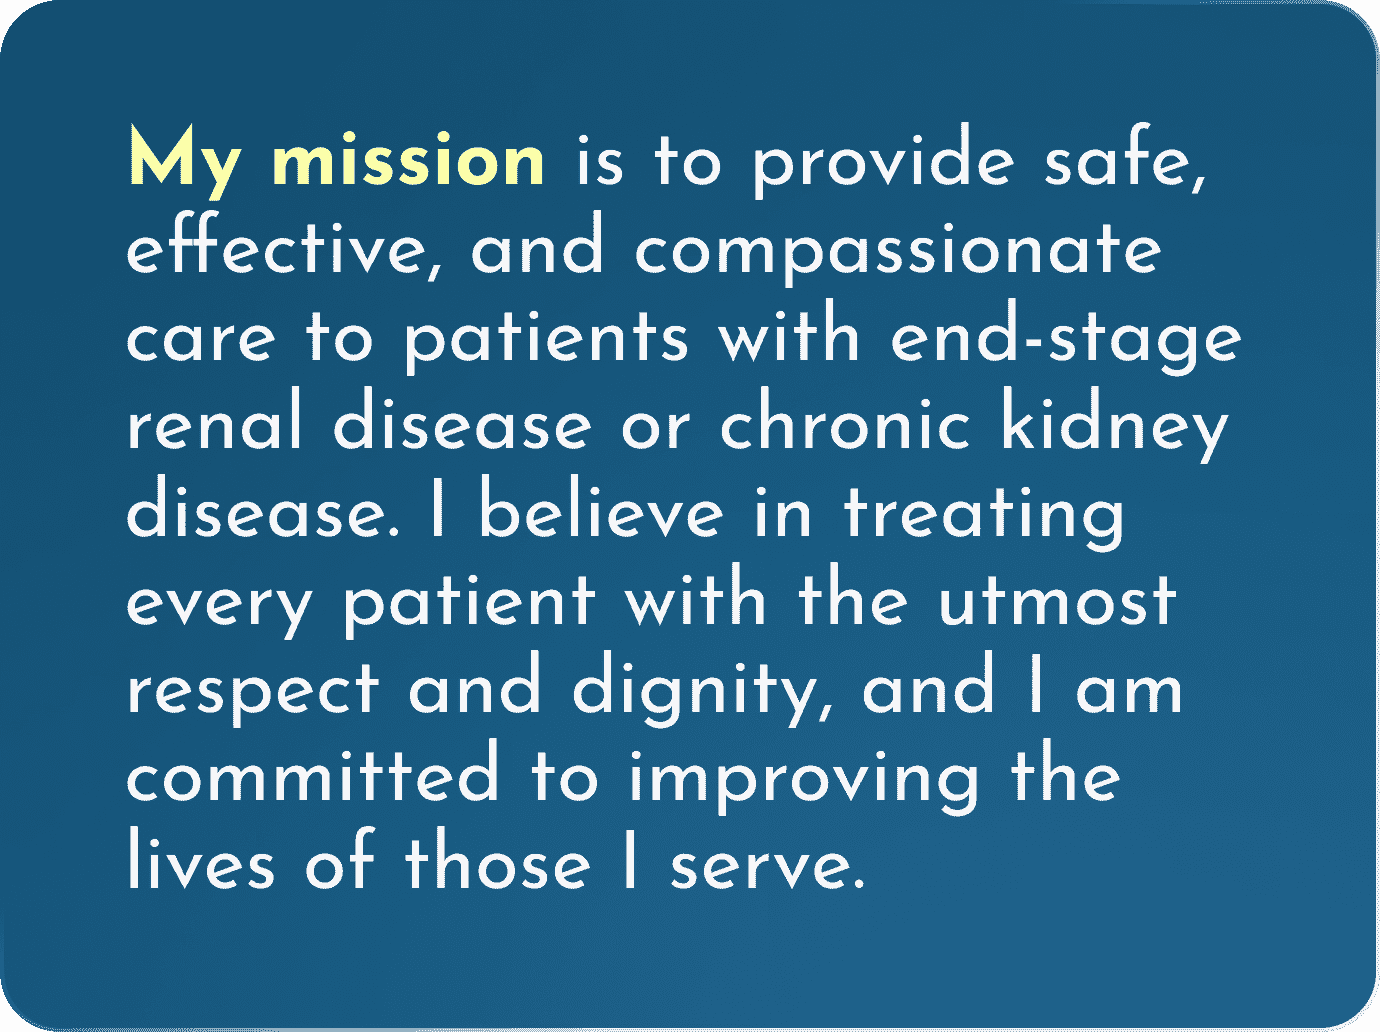 My mission is to provide safe,
effective, and compassionate
care to patients with end-stage
renal disease or chronic kidney
disease. I believe in treating
every patient with the utmost
respect and dignity, and I am
committed to improving the
lives of those I serve.